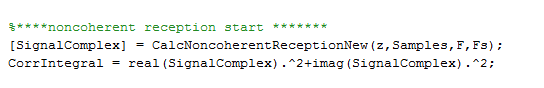 %****noncoherent reception start *******
[SignalComplex] = CalcNoncoherentReceptionNew(z,Samples,F,Fs);
CorrIntegral = real(SignalComplex).^2+imag(SignalComplex).^2;